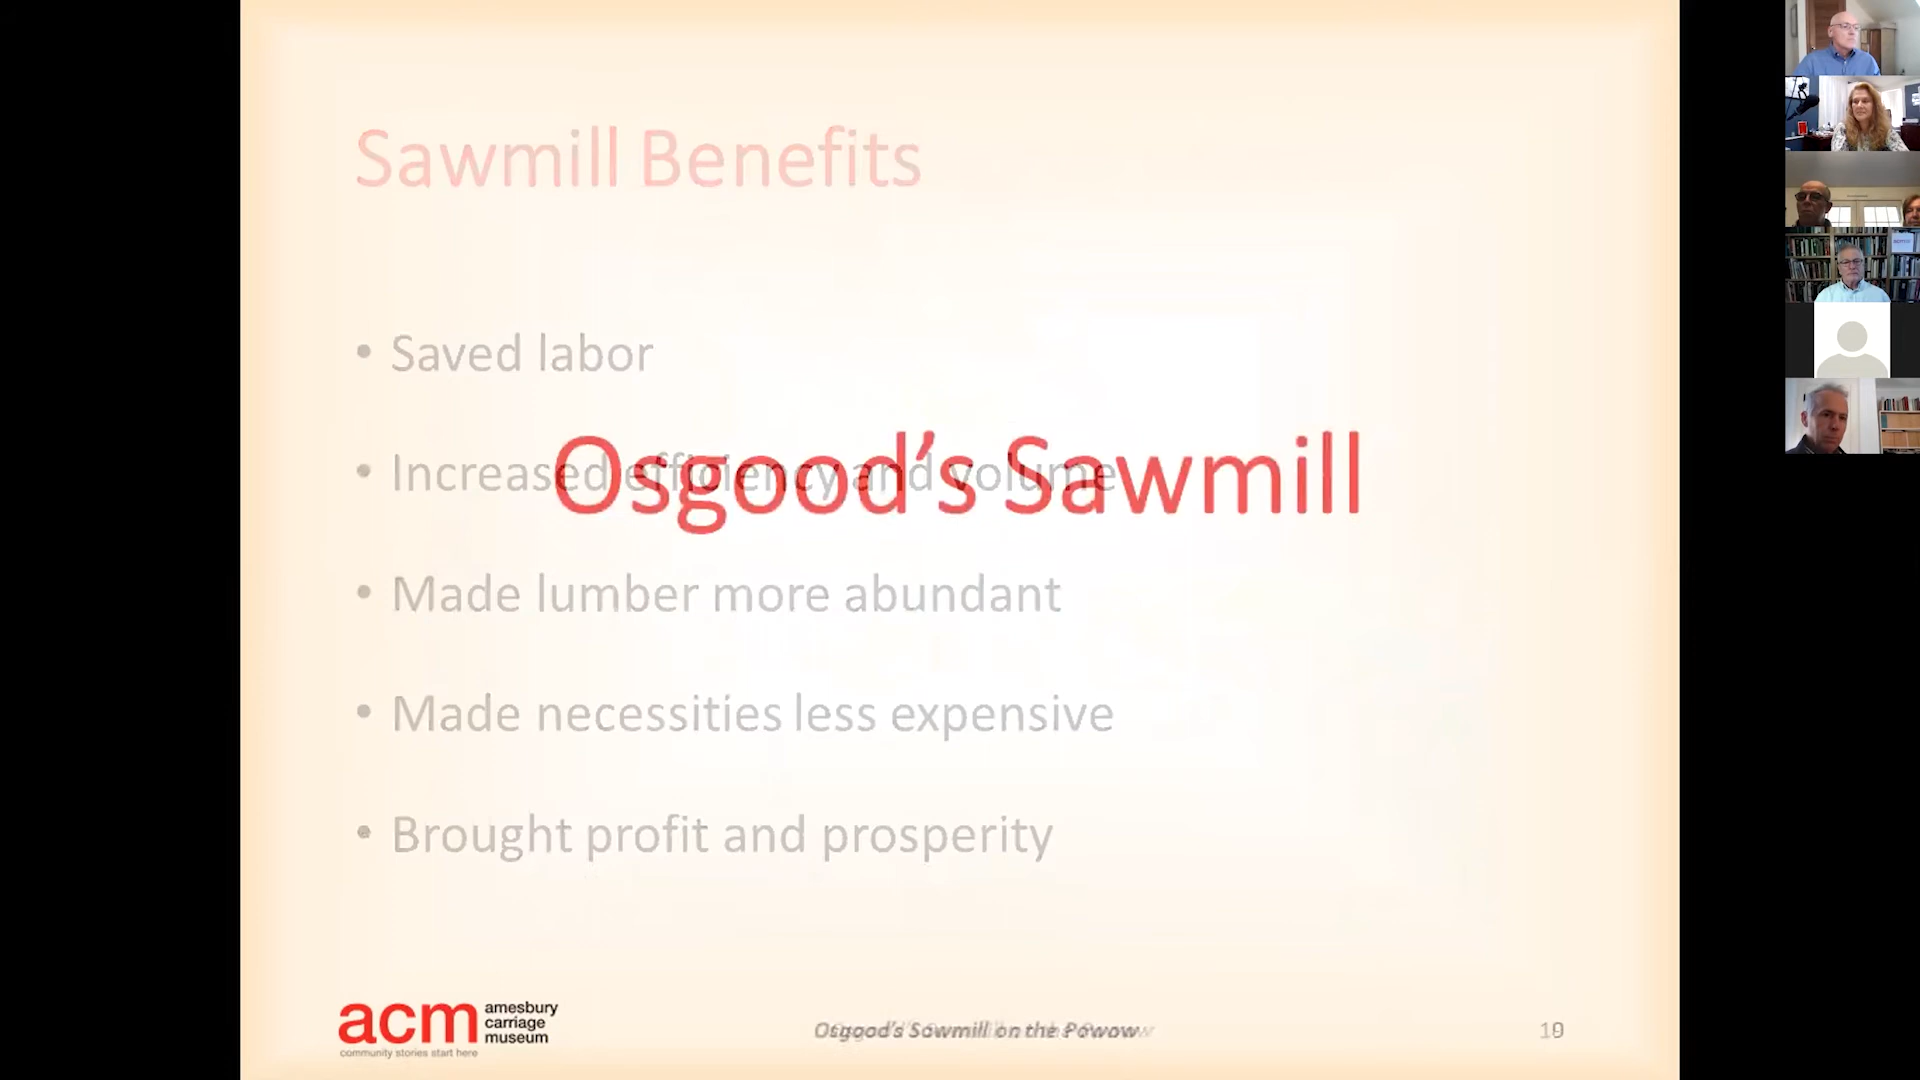 Sawmill Benefits
• Saved labor
• Increased efficiency and volume
Osgood's Sawmill
• Made lumber more abundant
• Made necessities less expensive
• Brought profit and prosperity
acm amesbury
carriage
museum
community stories start here
Osgood's Sawmill on the Powow